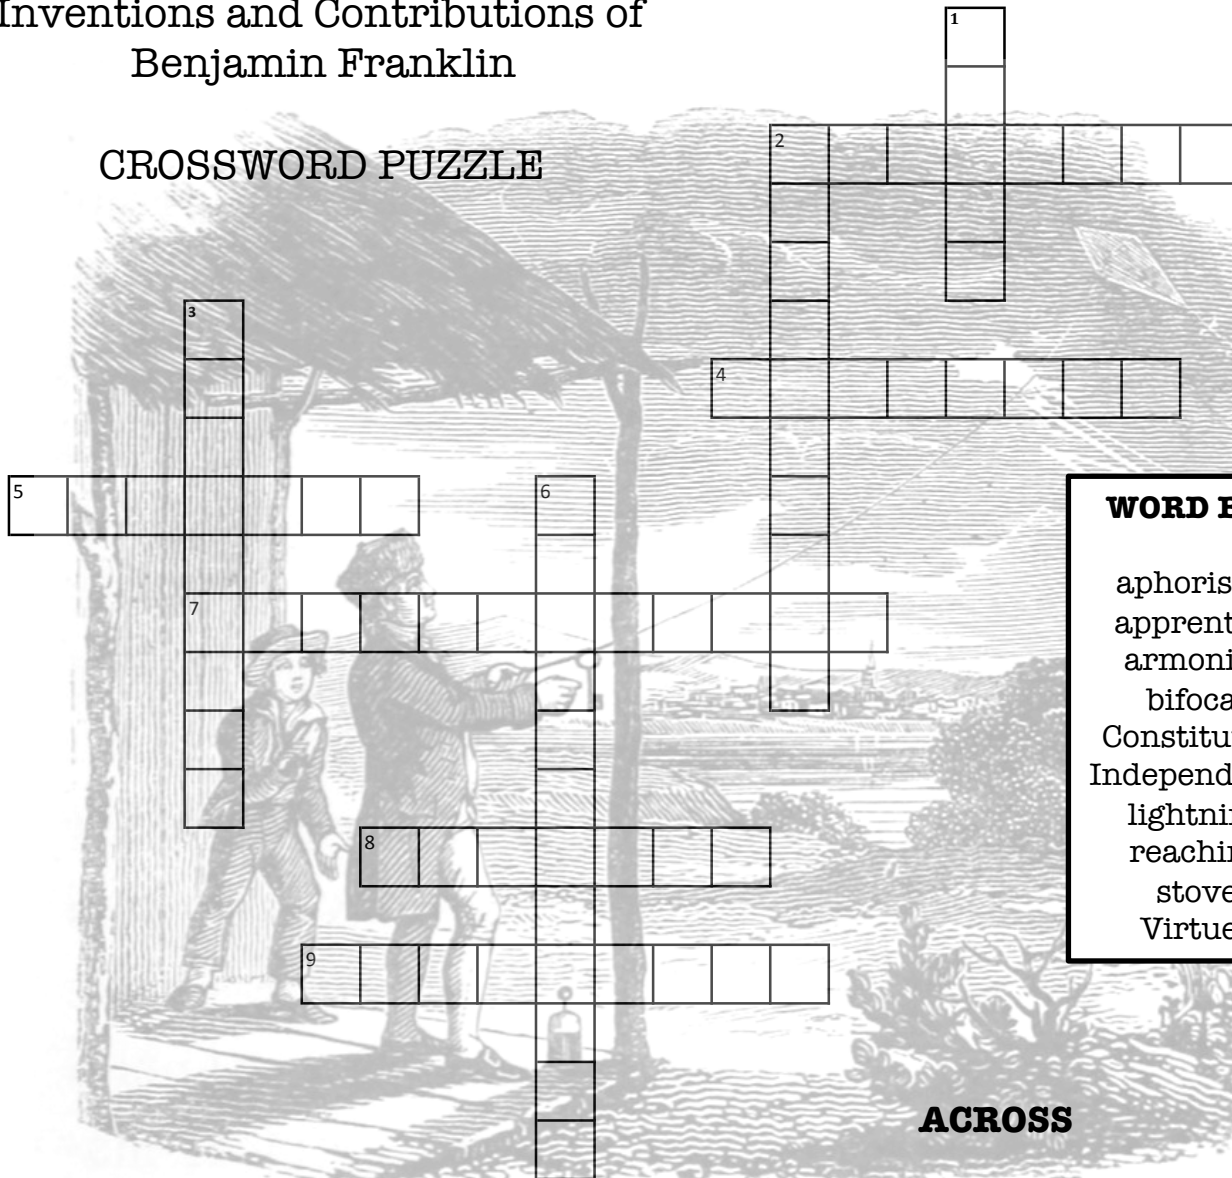 Inventions and Contributions of
Benjamin Franklin
CROSSWORD PUZZLE
1
2
3
4
5
6
WORD B
aphoris
apprent
armoni
bifoca
Constitu
Independ
lightni
reachi
stove
Virtue
7
8
9
ACROSS